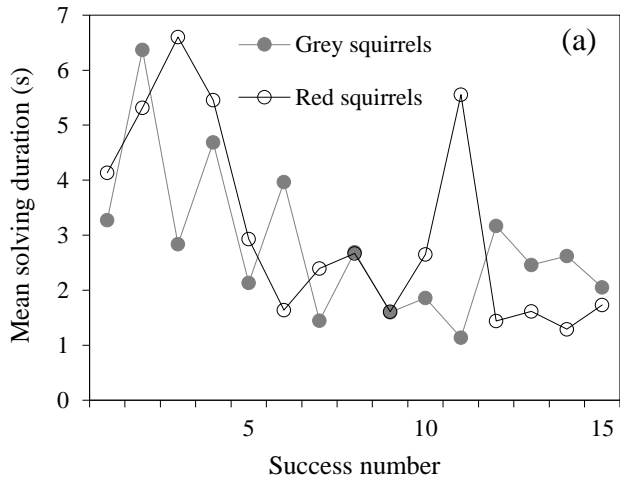 (a)
Grey squirrels
Red squirrels
Mean solving duration (s)
7
6
5
4
3
2
1
0
5 10 15
Success number